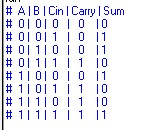 # A | B | Cin | Carry | Sum
# 0| 0| 0 | 0 |0
# 0| 0| 1 | 0 |1
# 0| 1| 0 | 0 |1
# 0| 1| 1 | 1 |0
# 1| 0| 0 | 0 |1
# 1| 0| 1 | 1 |0
# 1| 1| 0 | 1 |0
# 1| 1| 1 | 1 |1